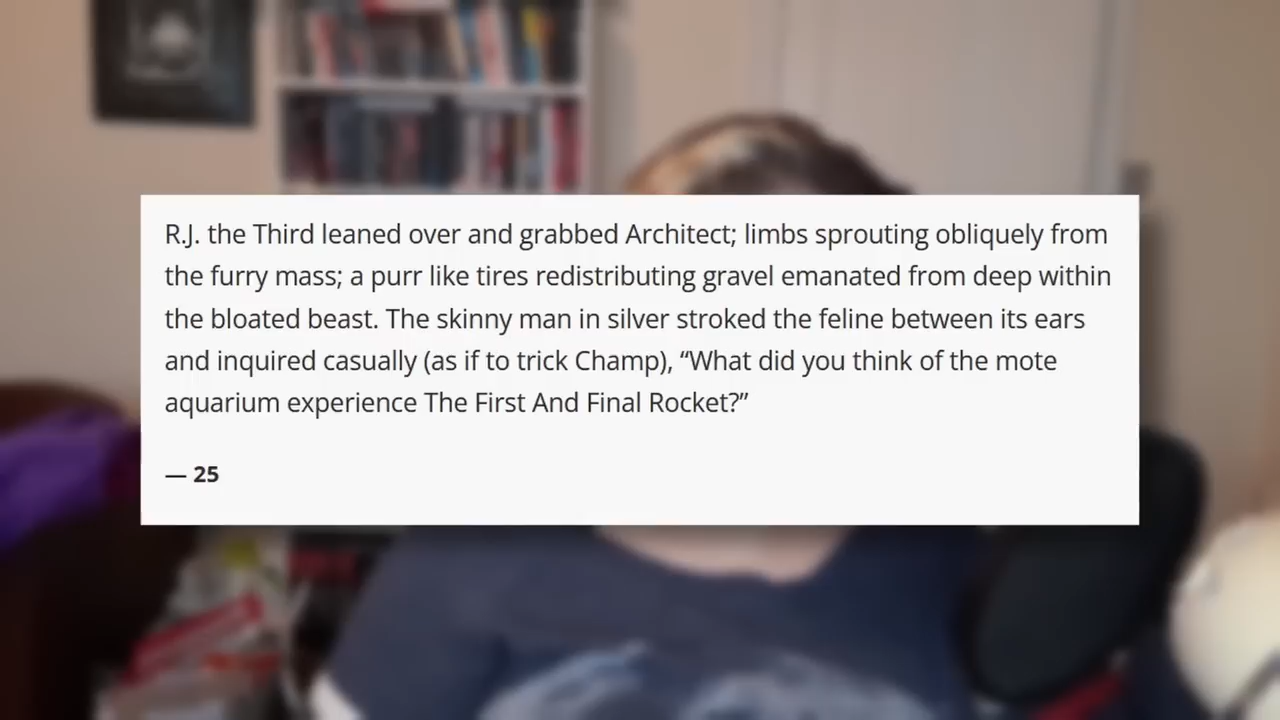 R.J. the Third leaned over and grabbed Architect; limbs sprouting obliquely from
the furry mass; a purr like tires redistributing gravel emanated from deep within
the bloated beast. The skinny man in silver stroked the feline between its ears
and inquired casually (as if to trick Champ), “What did you think of the mote
aquarium experience The First And Final Rocket?”
— 25